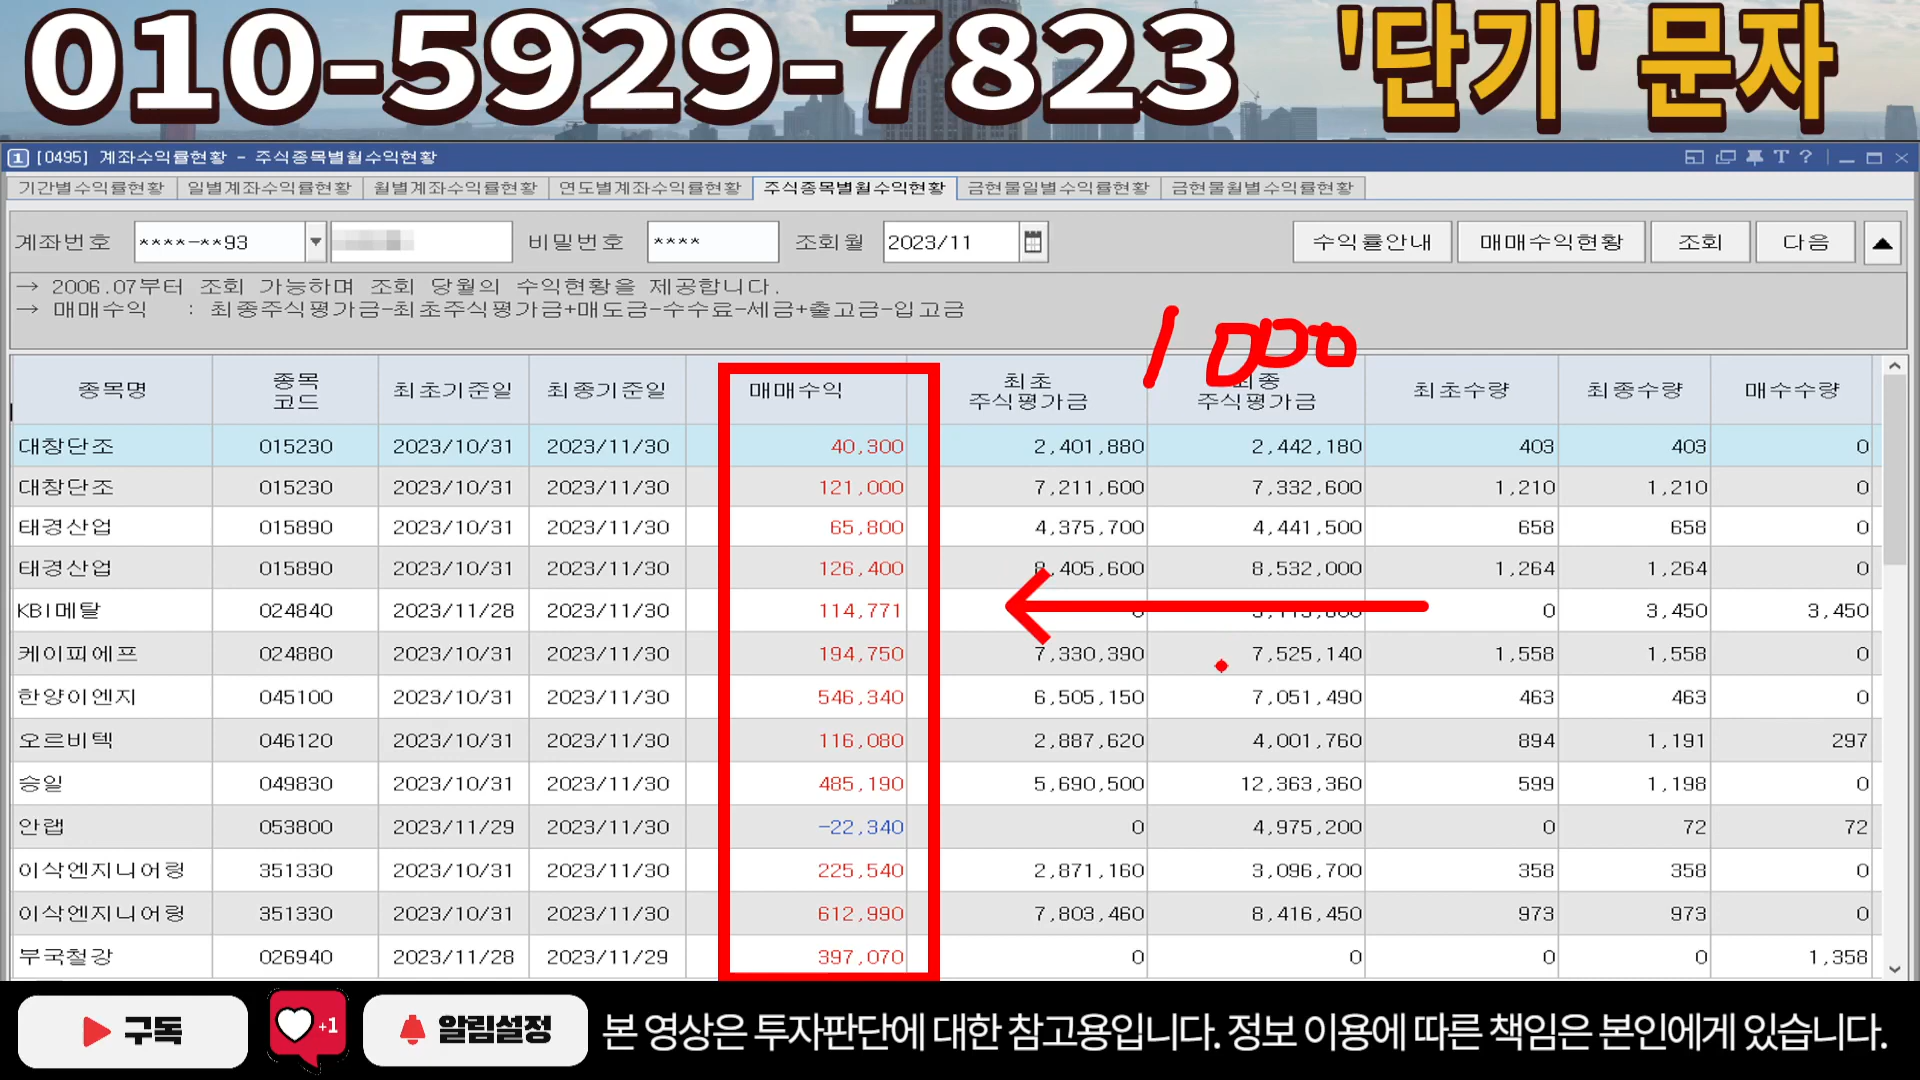 010-5929-7823 '단기' 문자
1 [0495] 계좌수익률현황 - 주식종목별월수익현황
기간별수익률현황 일별계좌수익률현황 월별계좌수익률현황 연도별계좌수익률현황 주식종목별월수익현황 금현물일별수익률현황 금현물월별수익률현황
계좌번호 ****-**93 비밀번호 **** 조회월 2023/11 수익률안내 매매수익현황 조회 다음
→ 2006.07부터 조회 가능하며 조회 당월의 수익현황을 제공합니다.
→ 매매수익 : 최종주식평가금-최초주식평가금+매도금-수수료-세금+출고금-입고금
1000
종목명 종목코드 최초기준일 최종기준일 매매수익 최초주식평가금 최종주식평가금 최초수량 최종수량 매수수량
대창단조 015230 2023/10/31 2023/11/30 40,300 2,401,880 2,442,180 403 403 0
대창단조 015230 2023/10/31 2023/11/30 121,000 7,211,600 7,332,600 1,210 1,210 0
태경산업 015890 2023/10/31 2023/11/30 65,800 4,375,700 4,441,500 658 658 0
태경산업 015890 2023/10/31 2023/11/30 126,400 8,405,600 8,532,000 1,264 1,264 0
KBI메탈 024840 2023/11/28 2023/11/30 114,771 0 0 3,450 3,450
케이피에프 024880 2023/10/31 2023/11/30 194,750 7,330,390 7,525,140 1,558 1,558 0
한양이엔지 045100 2023/10/31 2023/11/30 546,340 6,505,150 7,051,490 463 463 0
오르비텍 046120 2023/10/31 2023/11/30 116,080 2,887,620 4,001,760 894 1,191 297
승일 049830 2023/10/31 2023/11/30 485,190 5,690,500 12,363,360 599 1,198 0
안랩 053800 2023/11/29 2023/11/30 -22,340 0 4,975,200 0 72 72
이삭엔지니어링 351330 2023/10/31 2023/11/30 225,540 2,871,160 3,096,700 358 358 0
이삭엔지니어링 351330 2023/10/31 2023/11/30 612,990 7,803,460 8,416,450 973 973 0
부국철강 026940 2023/11/28 2023/11/29 397,070 0 0 0 0 1,358
구독 +1 알림설정 본 영상은 투자판단에 대한 참고용입니다. 정보 이용에 따른 책임은 본인에게 있습니다.